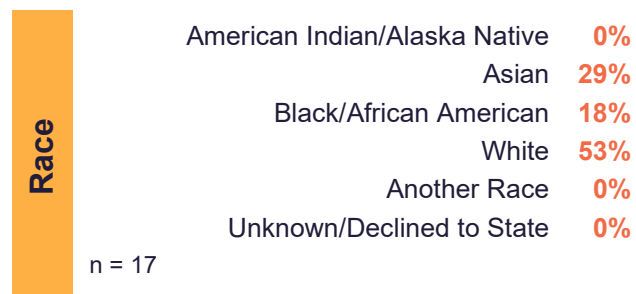 Race
American Indian/Alaska Native 0%
Asian 29%
Black/African American 18%
White 53%
Another Race 0%
Unknown/Declined to State 0%
n = 17